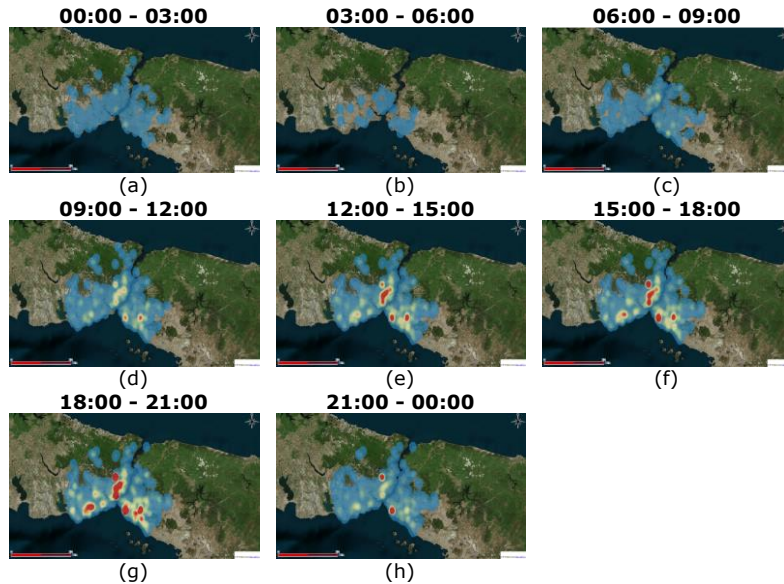 00:00 - 03:00
03:00 - 06:00
06:00 - 09:00
(a)
(b)
(c)
09:00 - 12:00
12:00 - 15:00
15:00 - 18:00
(d)
(e)
(f)
18:00 - 21:00
21:00 - 00:00
(g)
(h)